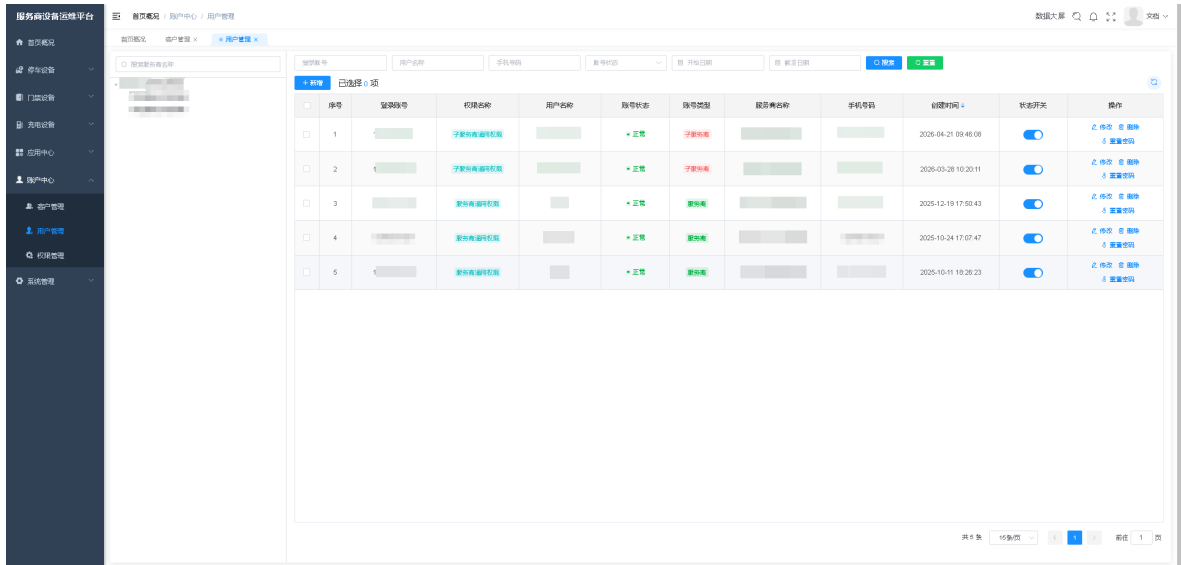 服务商设备运维平台
首页概况 / 账户中心 / 用户管理
数据大屏
文档
首页概况
客户管理 ×
用户管理 ×
首页概况
停车设备
门禁设备
充电设备
应用中心
账户中心
客户管理
用户管理
权限管理
系统管理
搜索服务商名称
登录账号
用户名称
手机号码
账号状态
开始日期
截至日期
搜索
重置
+ 新增
已选择 0 项
序号 登录账号 权限名称 用户名称 账号状态 账号类型 服务商名称 手机号码 创建时间 状态开关 操作
1 子服务商通用权限 正常 子服务商 2026-04-21 09:46:08 修改 删除
重置密码
2 子服务商通用权限 正常 子服务商 2026-03-28 10:20:11 修改 删除
重置密码
3 服务商通用权限 正常 服务商 2025-12-19 17:50:43 修改 删除
重置密码
4 服务商通用权限 正常 服务商 2025-10-24 17:07:47 修改 删除
重置密码
5 服务商通用权限 正常 服务商 2025-10-11 16:26:23 修改 删除
重置密码
共 5 条 15条/页 1 前往 1 页